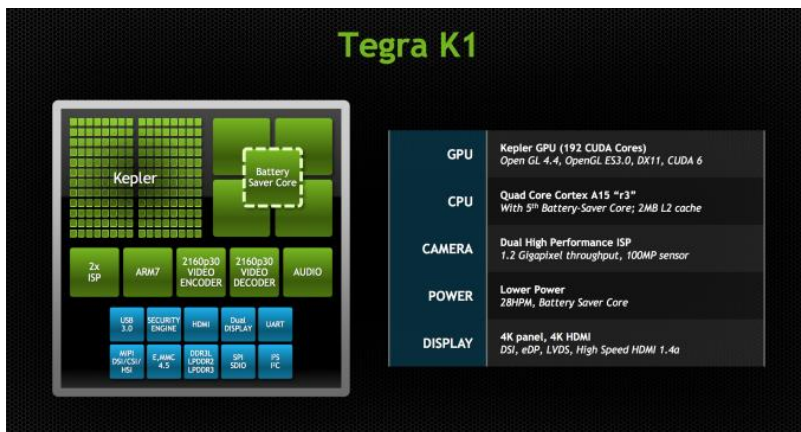 Tegra K1
Kepler
Battery
Saver Core
2x
ISP
ARM7
2160p30
VIDEO
ENCODER
2160p30
VIDEO
DECODER
AUDIO
USB
3.0
SECURITY
ENGINE
HDMI
Dual
DISPLAY
UART
MIPI
DSI/CSI/
HSI
E.MMC
4.5
DDR3L
LPDDR2
LPDDR3
SPI
SDIO
I²S
I²C
GPU
Kepler GPU (192 CUDA Cores)
Open GL 4.4, OpenGL ES3.0, DX11, CUDA 6
CPU
Quad Core Cortex A15 “r3”
With 5th Battery-Saver Core; 2MB L2 cache
CAMERA
Dual High Performance ISP
1.2 Gigapixel throughput, 100MP sensor
POWER
Lower Power
28HPM, Battery Saver Core
DISPLAY
4K panel, 4K HDMI
DSI, eDP, LVDS, High Speed HDMI 1.4a